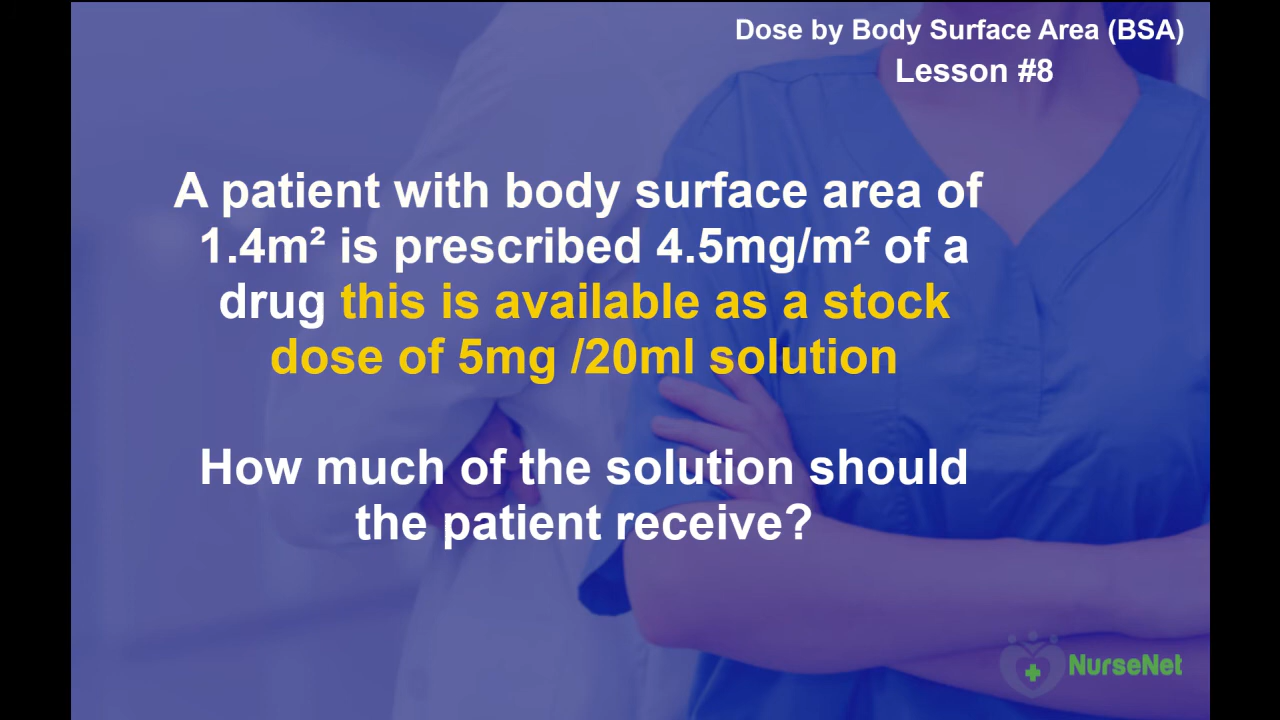 Dose by Body Surface Area (BSA)
Lesson #8
A patient with body surface area of
1.4m² is prescribed 4.5mg/m² of a
drug this is available as a stock
dose of 5mg /20ml solution
How much of the solution should
the patient receive?
NurseNet